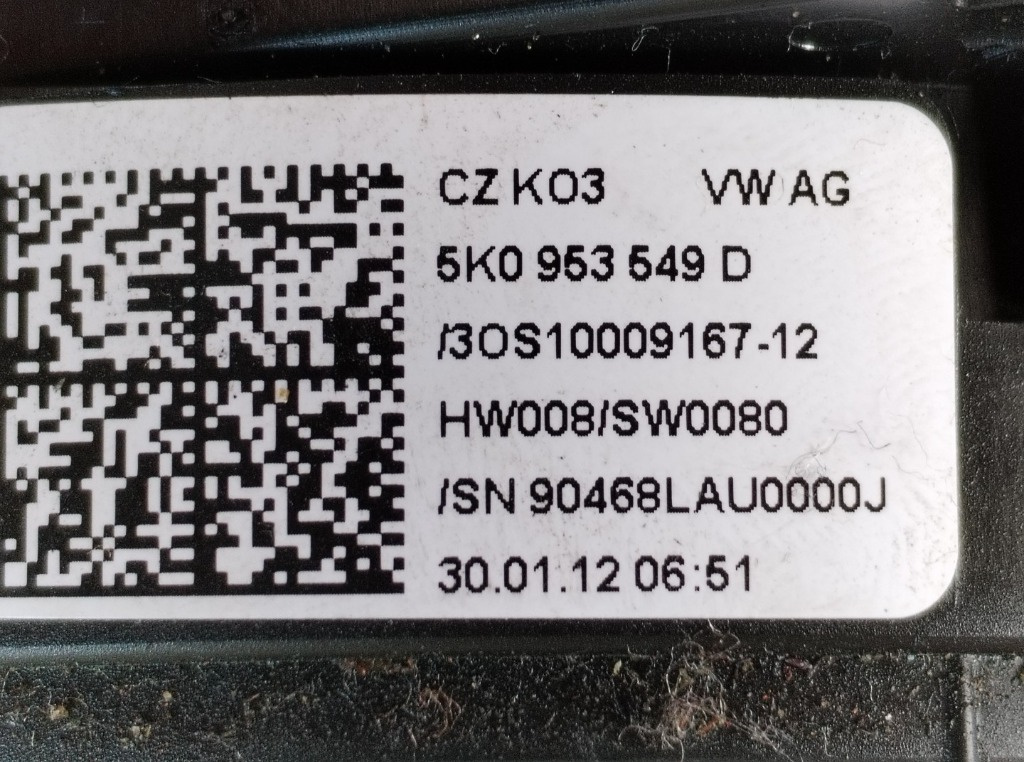 CZ KO3 VW AG
5K0 953 549 D
/3OS10009167-12
HW008/SW0080
/SN 90468LAU0000J
30.01.12 06:51